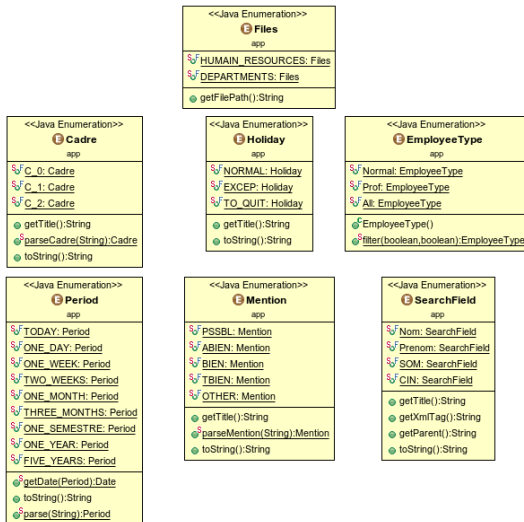 <<Java Enumeration>>
Files
app
HUMAIN_RESOURCES: Files
DEPARTMENTS: Files
getFilePath():String
<<Java Enumeration>>
Cadre
app
C_0: Cadre
C_1: Cadre
C_2: Cadre
getTitle():String
parseCadre(String):Cadre
toString():String
<<Java Enumeration>>
Holiday
app
NORMAL: Holiday
EXCEP: Holiday
TO_QUIT: Holiday
getTitle():String
toString():String
<<Java Enumeration>>
EmployeeType
app
Normal: EmployeeType
Prof: EmployeeType
All: EmployeeType
EmployeeType()
filter(boolean,boolean):EmployeeType
<<Java Enumeration>>
Period
app
TODAY: Period
ONE_DAY: Period
ONE_WEEK: Period
TWO_WEEKS: Period
ONE_MONTH: Period
THREE_MONTHS: Period
ONE_SEMESTRE: Period
ONE_YEAR: Period
FIVE_YEARS: Period
getDate(Period):Date
toString():String
parse(String):Period
<<Java Enumeration>>
Mention
app
PSSBL: Mention
ABIEN: Mention
BIEN: Mention
TBIEN: Mention
OTHER: Mention
getTitle():String
parseMention(String):Mention
toString():String
<<Java Enumeration>>
SearchField
app
Nom: SearchField
Prenom: SearchField
SOM: SearchField
CIN: SearchField
getTitle():String
getXmlTag():String
getParent():String
toString():String